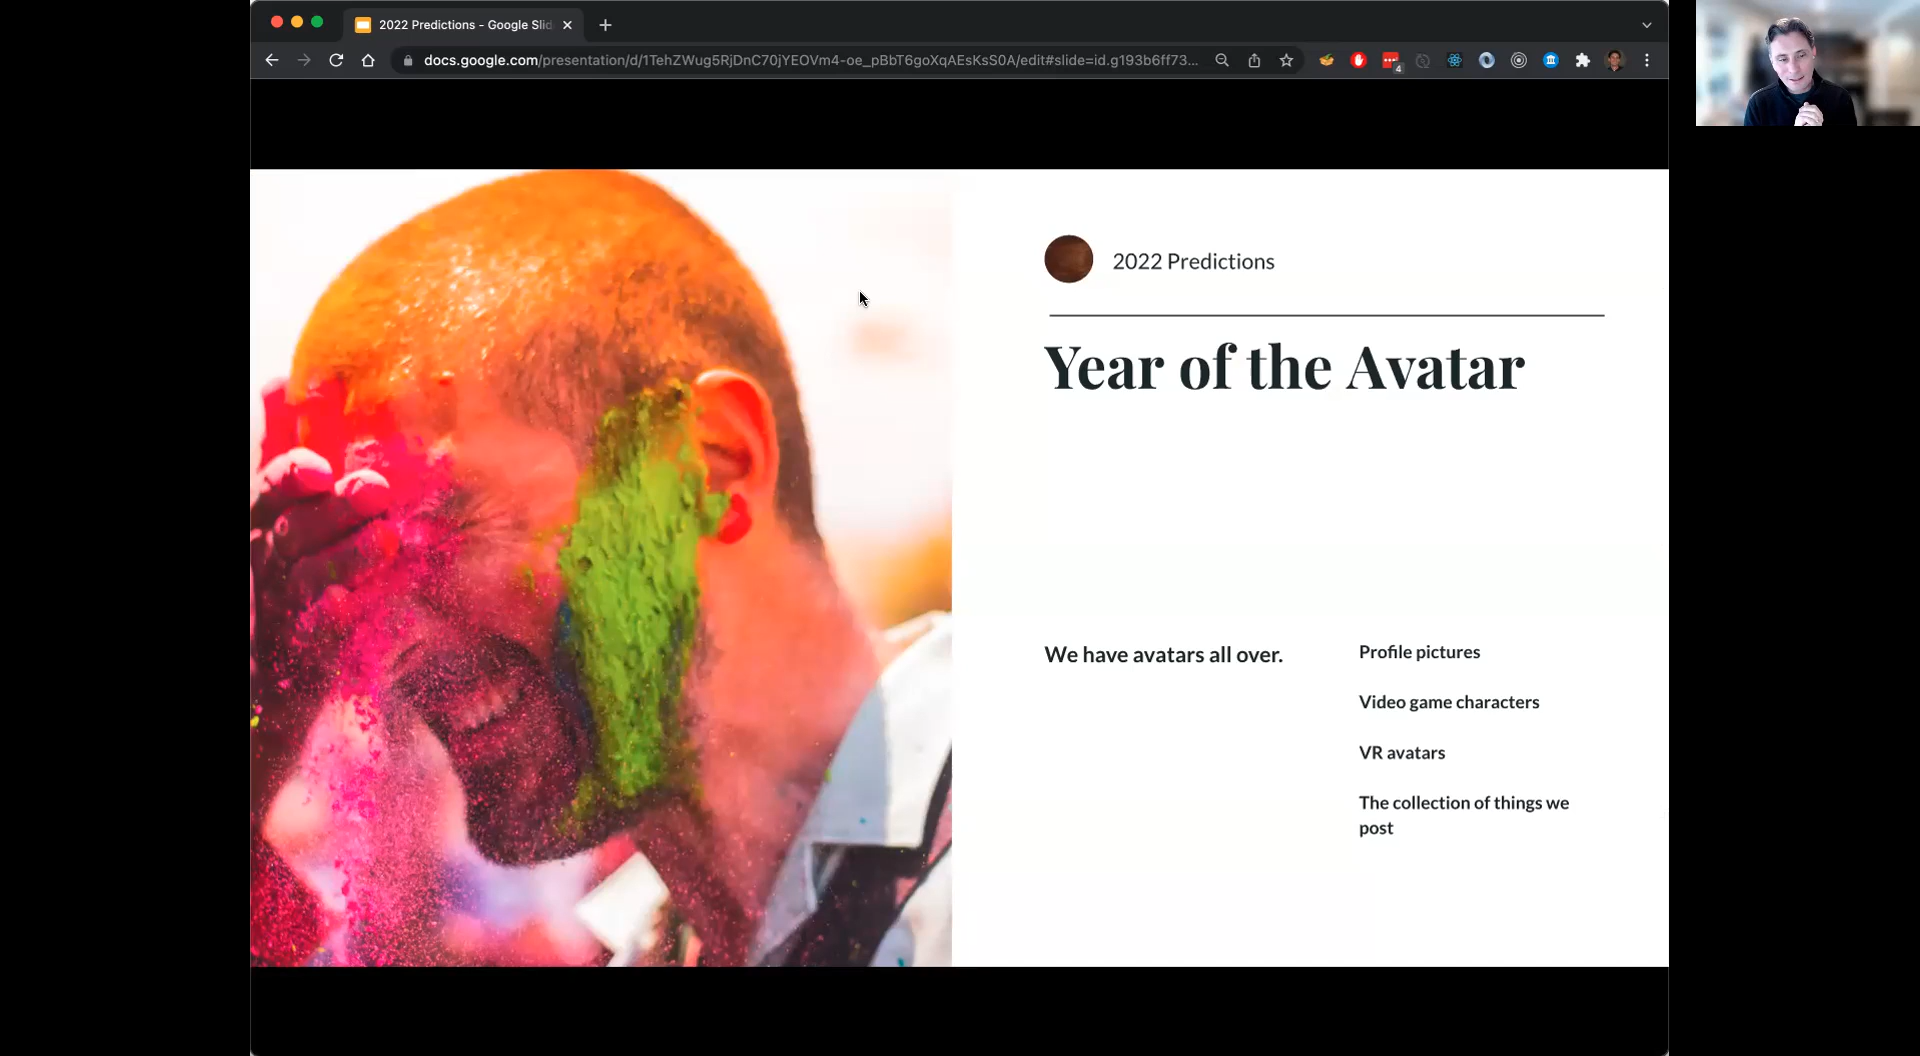 2022 Predictions - Google Slid
docs.google.com/presentation/d/1TehZWug5RjDnC70jYEOVm4-oe_pBbT6goXqAEsKsS0A/edit#slide=id.g193b6ff73...
4
2022 Predictions
Year of the Avatar
We have avatars all over.
Profile pictures
Video game characters
VR avatars
The collection of things we
post